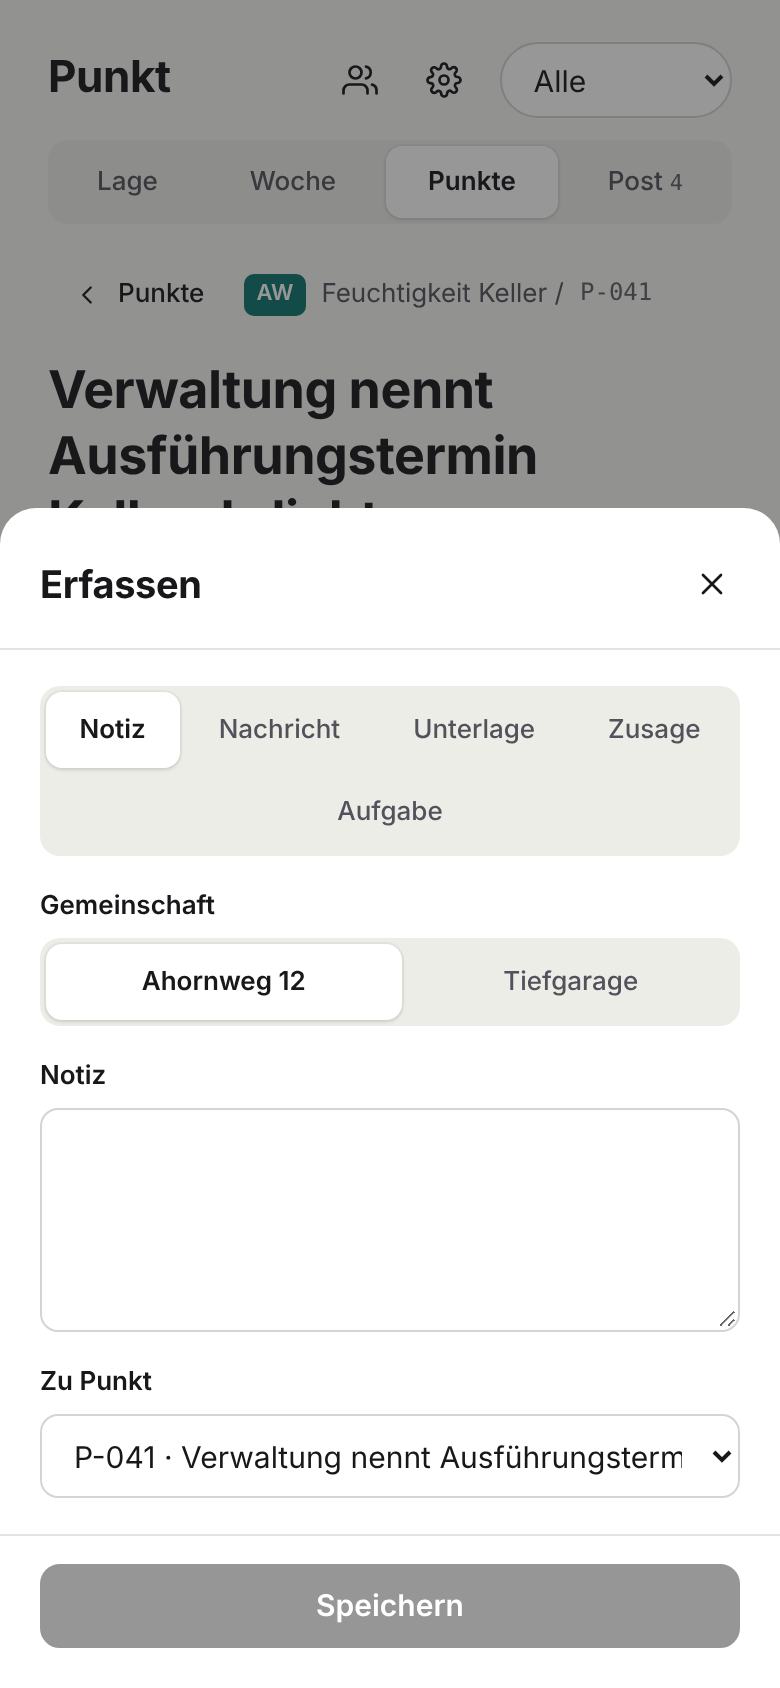 Punkt
Alle
Lage Woche Punkte Post 4
Punkte AW Feuchtigkeit Keller / P-041
Verwaltung nennt
Ausführungstermin
Erfassen
Notiz Nachricht Unterlage Zusage
Aufgabe
Gemeinschaft
Ahornweg 12 Tiefgarage
Notiz
Zu Punkt
P-041 · Verwaltung nennt Ausführungsterm
Speichern